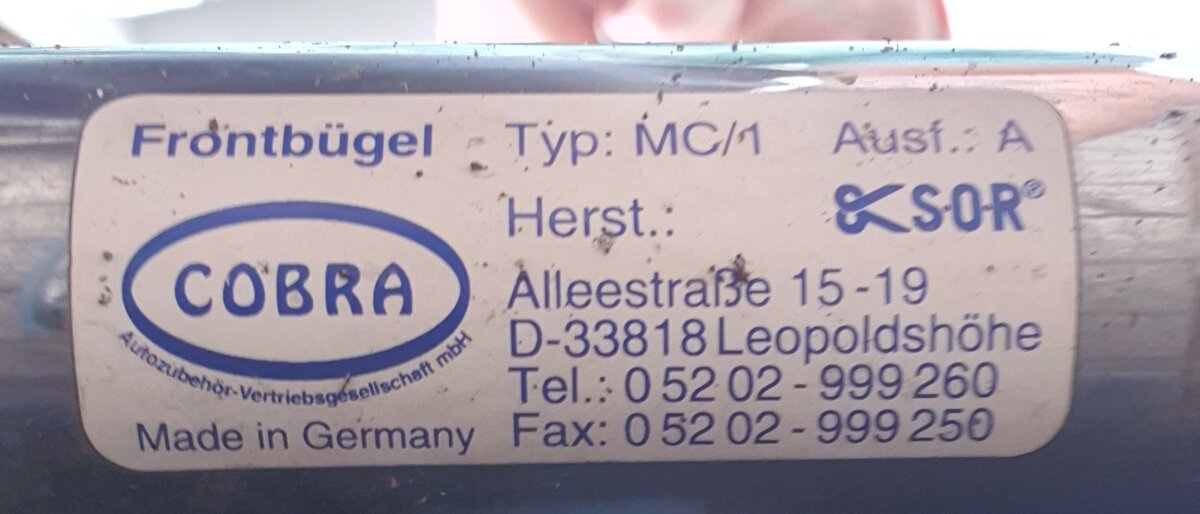 Frontbügel Typ: MC/1 Ausf.: A
Herst.: SOR®
COBRA
Autozubehör-Vertriebsgesellschaft mbH
Made in Germany
Alleestraße 15-19
D-33818 Leopoldshöhe
Tel.: 0 52 02 - 999 260
Fax: 0 52 02 - 999 250